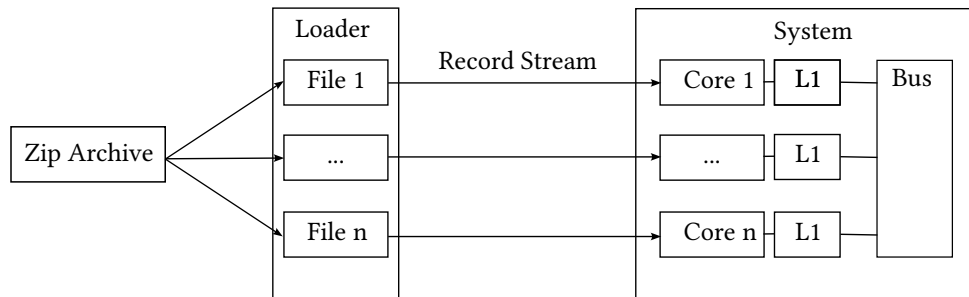 Loader
System
Record Stream
File 1
Core 1
L1
Bus
Zip Archive
...
...
L1
File n
Core n
L1